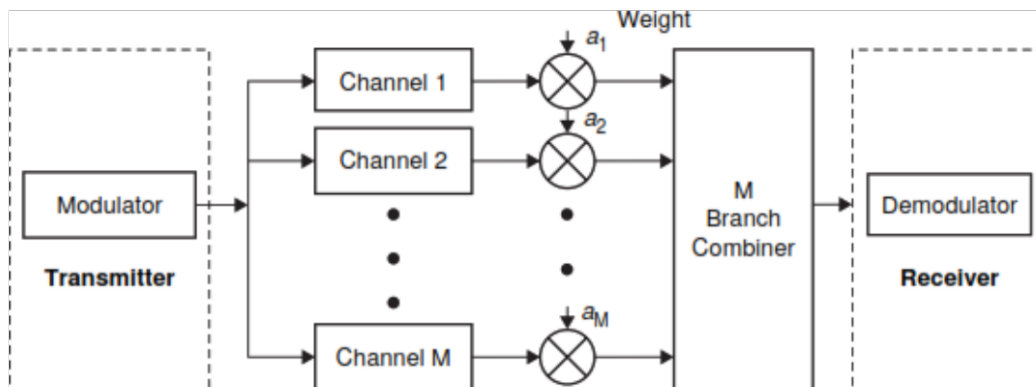 Weight
a1
Channel 1
a2
Channel 2
Modulator
M
Branch
Combiner
Demodulator
Transmitter
Receiver
aM
Channel M